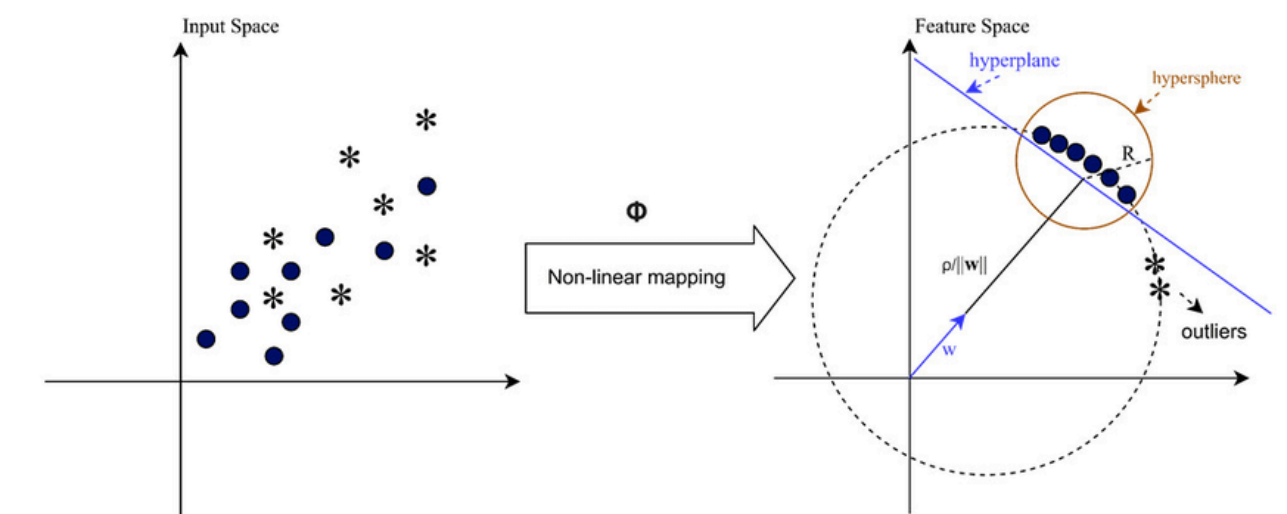 Input Space
Φ
Non-linear mapping
Feature Space
hyperplane
hypersphere
R
ρ/||w||
w
outliers